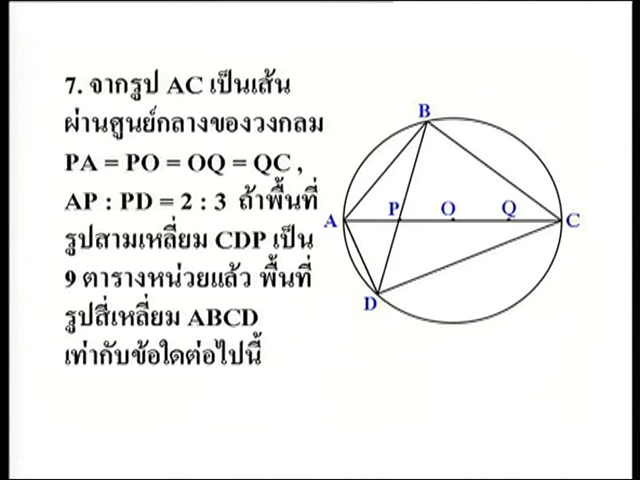 7. จากรูป AC เป็นเส้น
ผ่านศูนย์กลางของวงกลม
PA = PO = OQ = QC ,
AP : PD = 2 : 3 ถ้าพื้นที่
รูปสามเหลี่ยม CDP เป็น
9 ตารางหน่วยแล้ว พื้นที่
รูปสี่เหลี่ยม ABCD
เท่ากับข้อใดต่อไปนี้
B
A P O Q C
D